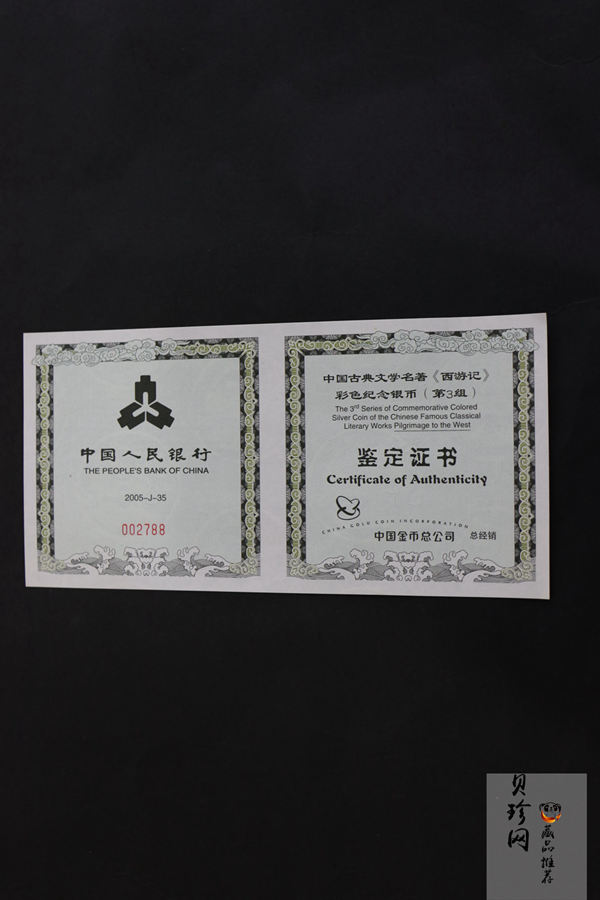 中国人民银行
THE PEOPLE'S BANK OF CHINA
2005-J-35
002788
中国古典文学名著《西游记》
彩色纪念银币（第3组）
The 3rd Series of Commemorative Colored
Silver Coin of the Chinese Famous Classical
Literary Works Pilgrimage to the West
鉴定证书
Certificate of Authenticity
CHINA GOLD COIN INCORPORATION
中国金币总公司 总经销
贝珍网
藏品推荐